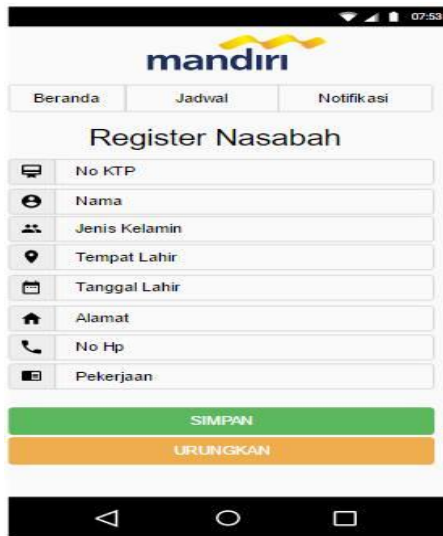 07:53
mandırı
Beranda Jadwal Notifikasi
Register Nasabah
No KTP
Nama
Jenis Kelamin
Tempat Lahir
Tanggal Lahir
Alamat
No Hp
Pekerjaan
SIMPAN
URUNGKAN